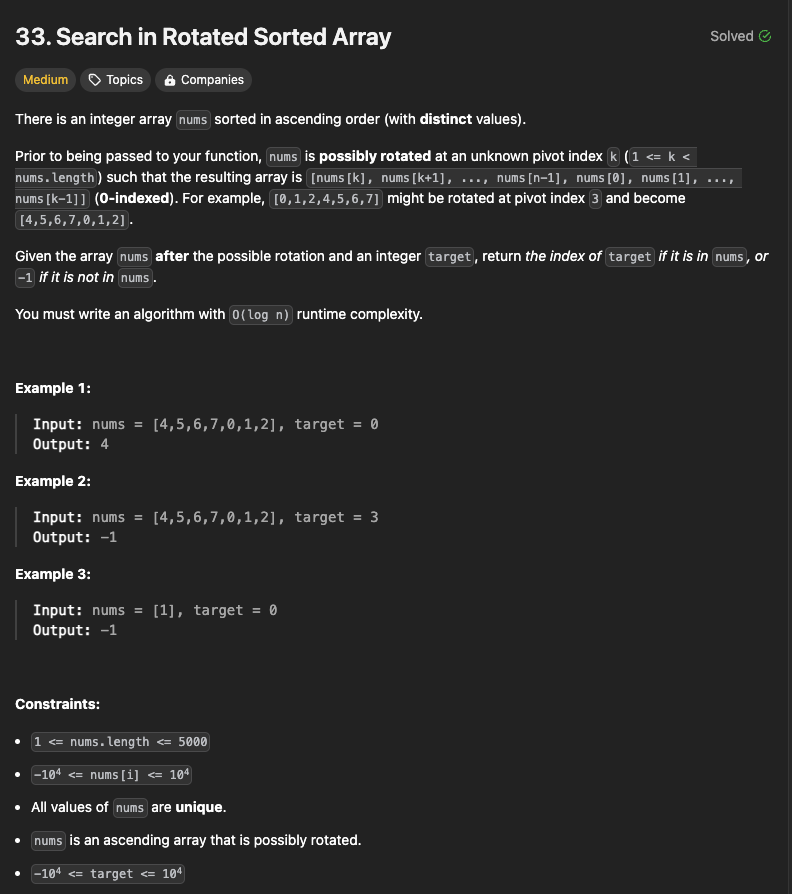 33. Search in Rotated Sorted Array
Solved
Medium Topics Companies
There is an integer array nums sorted in ascending order (with distinct values).
Prior to being passed to your function, nums is possibly rotated at an unknown pivot index k (1 <= k <
nums.length) such that the resulting array is [nums[k], nums[k+1], ..., nums[n-1], nums[0], nums[1], ...,
nums[k-1]] (0-indexed). For example, [0,1,2,4,5,6,7] might be rotated at pivot index 3 and become
[4,5,6,7,0,1,2].
Given the array nums after the possible rotation and an integer target, return the index of target if it is in nums, or
-1 if it is not in nums.
You must write an algorithm with O(log n) runtime complexity.
Example 1:
Input: nums = [4,5,6,7,0,1,2], target = 0
Output: 4
Example 2:
Input: nums = [4,5,6,7,0,1,2], target = 3
Output: -1
Example 3:
Input: nums = [1], target = 0
Output: -1
Constraints:
• 1 <= nums.length <= 5000
• -10⁴ <= nums[i] <= 10⁴
• All values of nums are unique.
• nums is an ascending array that is possibly rotated.
• -10⁴ <= target <= 10⁴